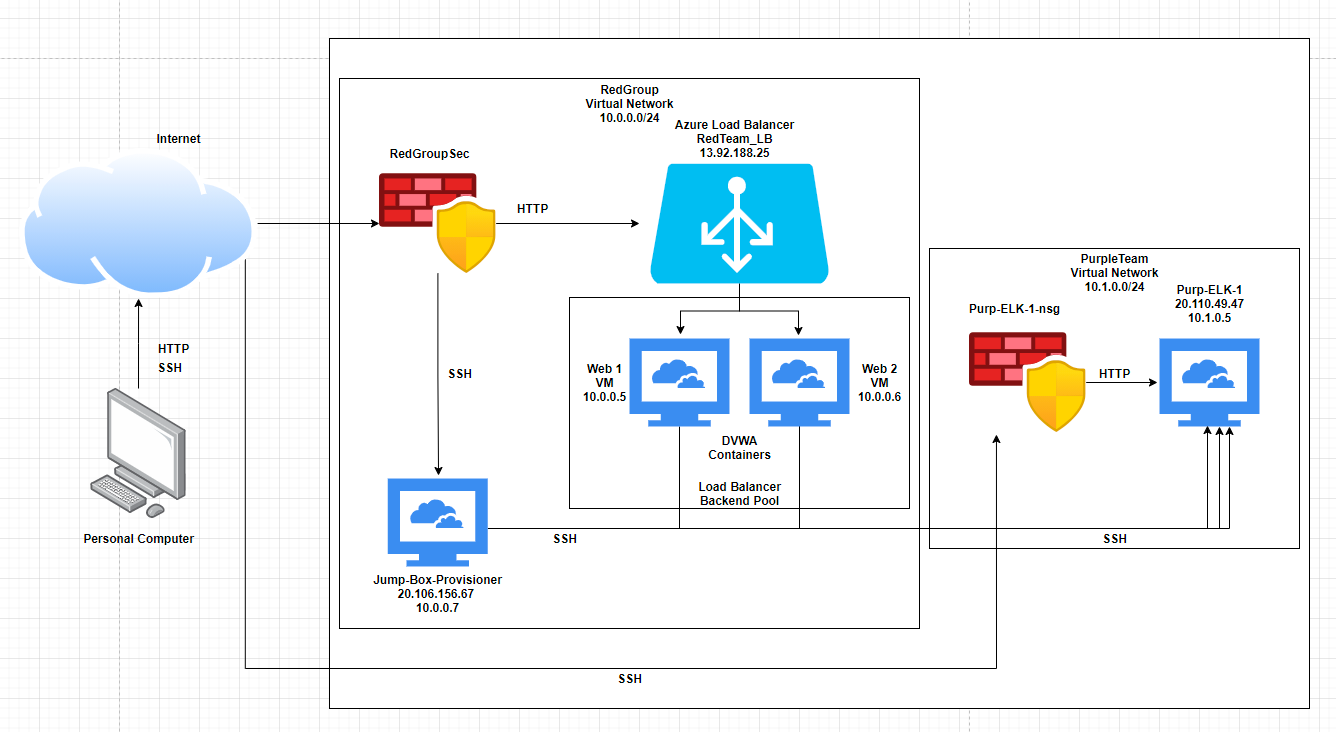 Internet
HTTP
SSH
Personal Computer
RedGroup
Virtual Network
10.0.0.0/24
RedGroupSec
HTTP
Azure Load Balancer
RedTeam_LB
13.92.188.25
SSH
Web 1
VM
10.0.0.5
Web 2
VM
10.0.0.6
DVWA
Containers
Load Balancer
Backend Pool
Jump-Box-Provisioner
20.106.156.67
10.0.0.7
SSH
PurpleTeam
Virtual Network
10.1.0.0/24
Purp-ELK-1-nsg
HTTP
Purp-ELK-1
20.110.49.47
10.1.0.5
SSH
SSH